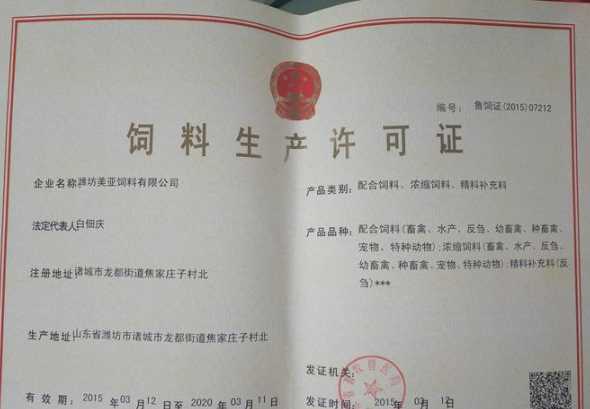 编号: 鲁饲证(2015)07212
饲料生产许可证
企业名称潍坊美亚饲料有限公司
法定代表人白佃庆
注册地址诸城市龙都街道焦家庄子村北
生产地址山东省潍坊市诸城市龙都街道焦家庄子村北
有效期: 2015年03月12日至2020年03月11日
产品类别: 配合饲料、浓缩饲料、精料补充料
产品品种: 配合饲料(畜禽、水产、反刍、幼畜禽、种畜禽、
宠物、特种动物);浓缩饲料(畜禽、水产、反刍、
幼畜禽、种畜禽、宠物、特种动物);精料补充料(反
刍)***
发证机关:
发证时间: 2015年03月12日